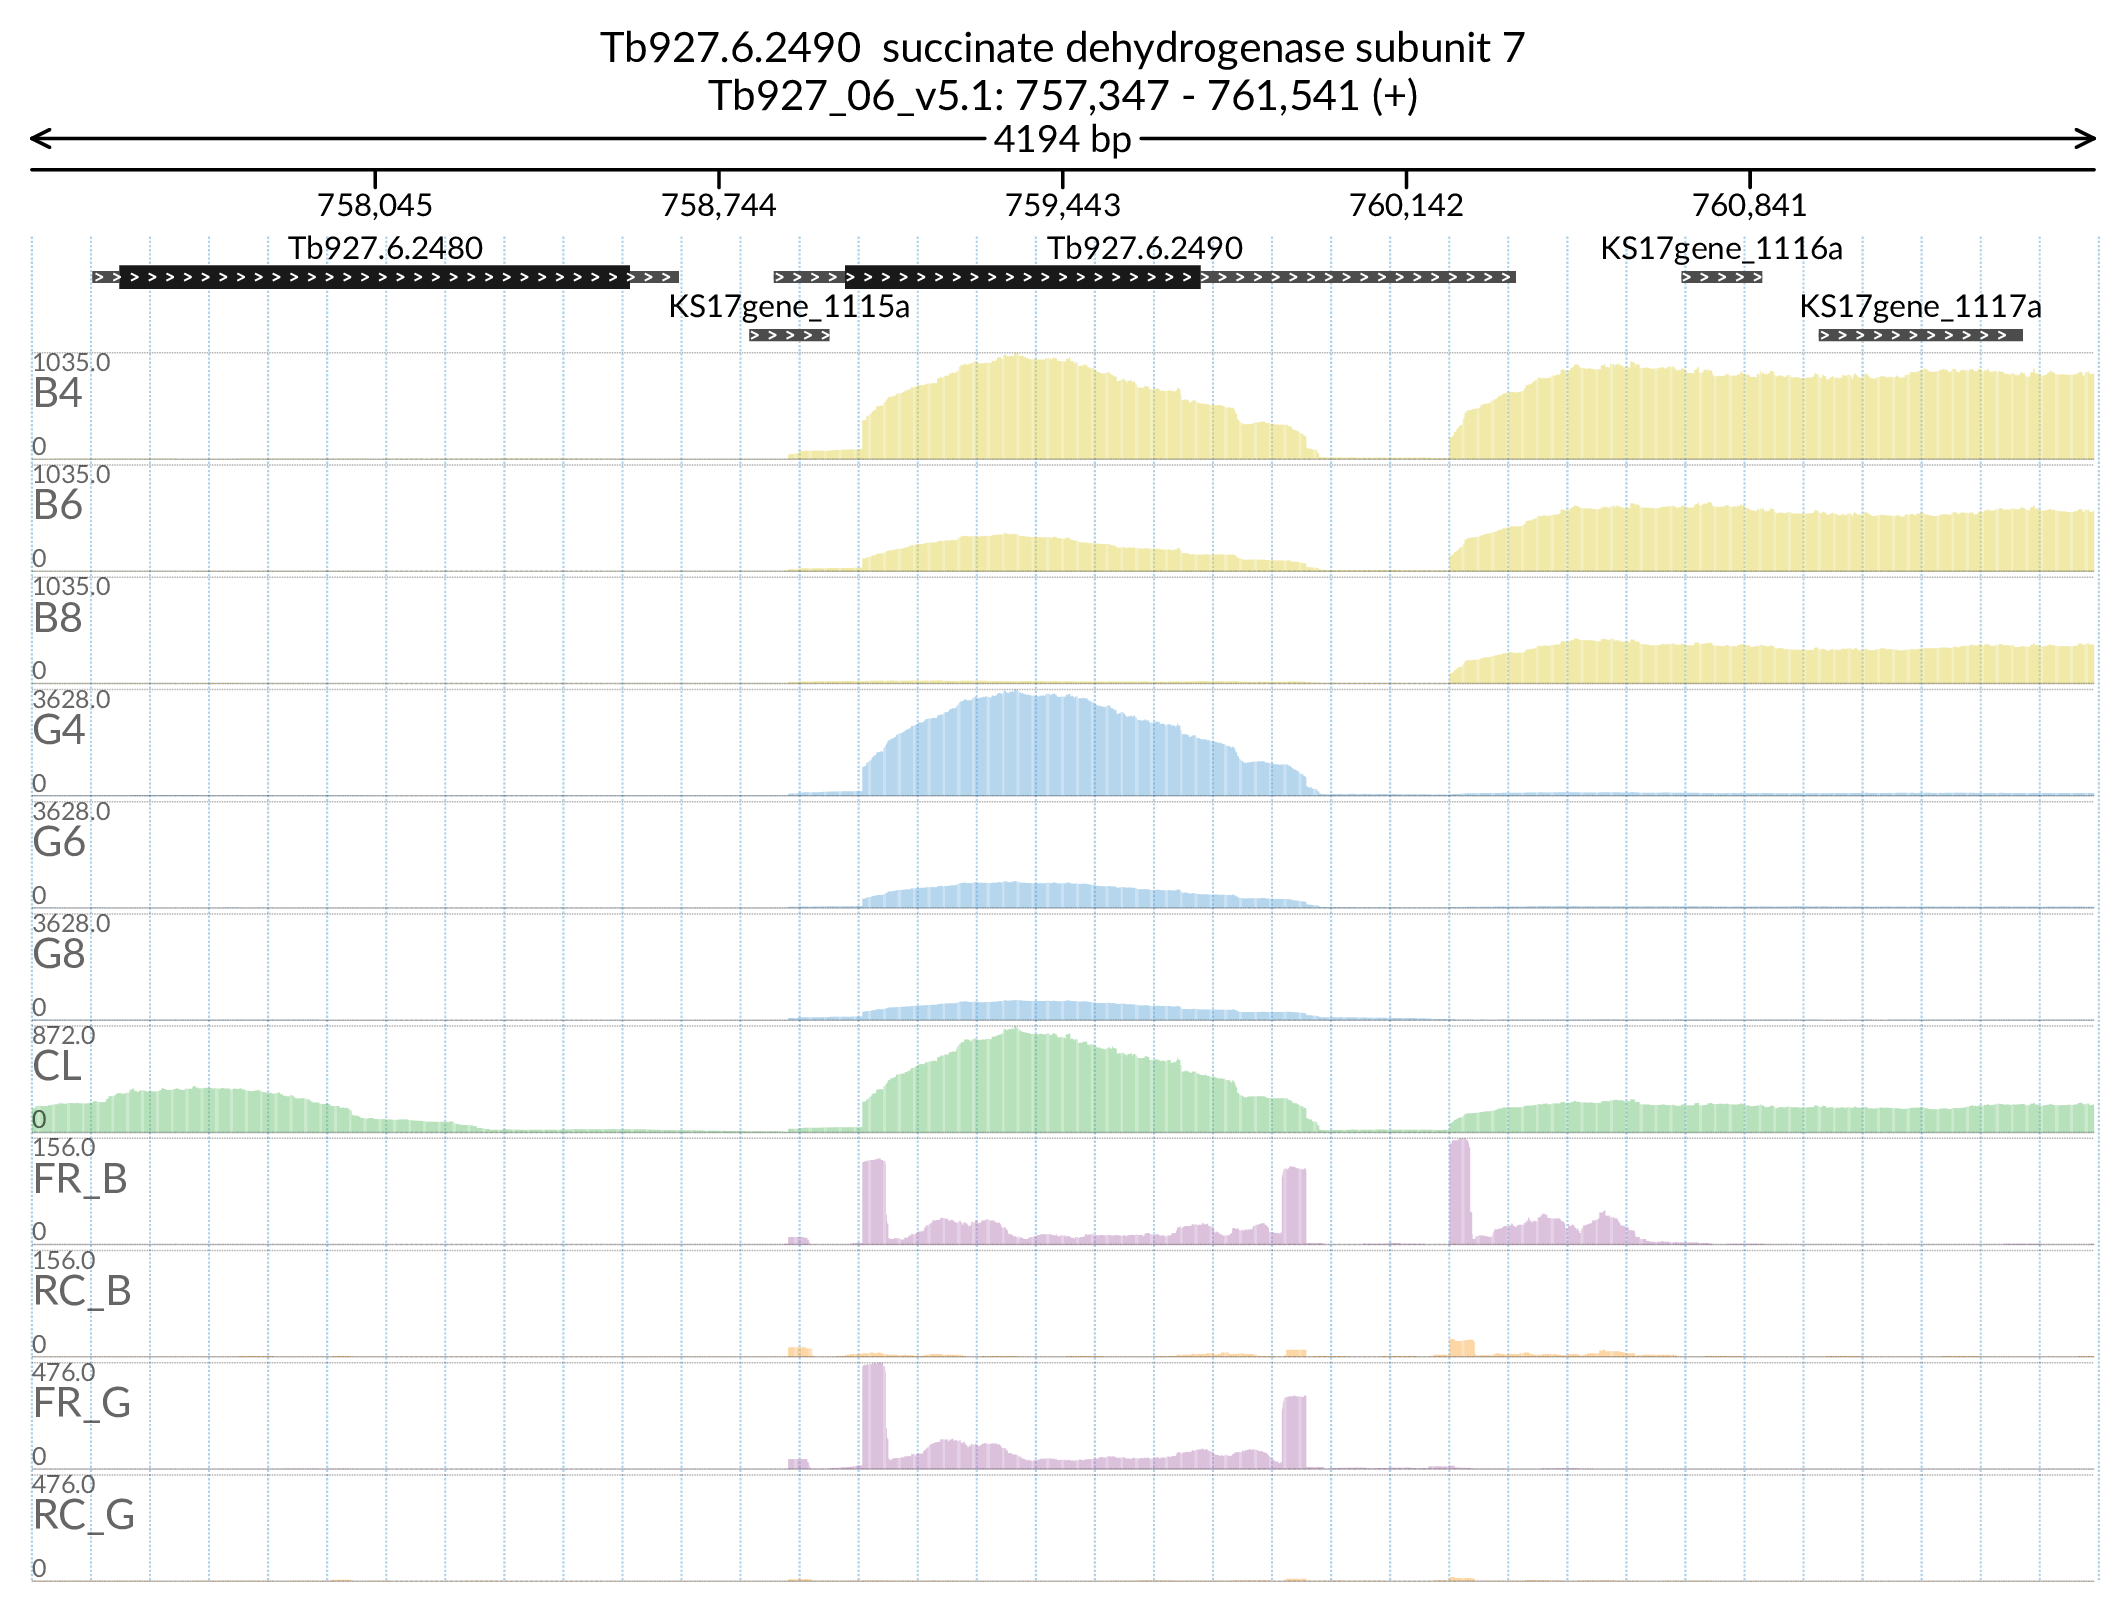 Tb927.6.2490  succinate dehydrogenase subunit 7
Tb927_06_v5.1: 757,347 - 761,541 (+)
4194 bp
758,045 758,744 759,443 760,142 760,841
Tb927.6.2480 Tb927.6.2490 KS17gene_1116a
KS17gene_1115a KS17gene_1117a
1035.0
B4
0
1035.0
B6
0
1035.0
B8
0
3628.0
G4
0
3628.0
G6
0
3628.0
G8
0
872.0
CL
0
156.0
FR_B
0
156.0
RC_B
0
476.0
FR_G
0
476.0
RC_G
0